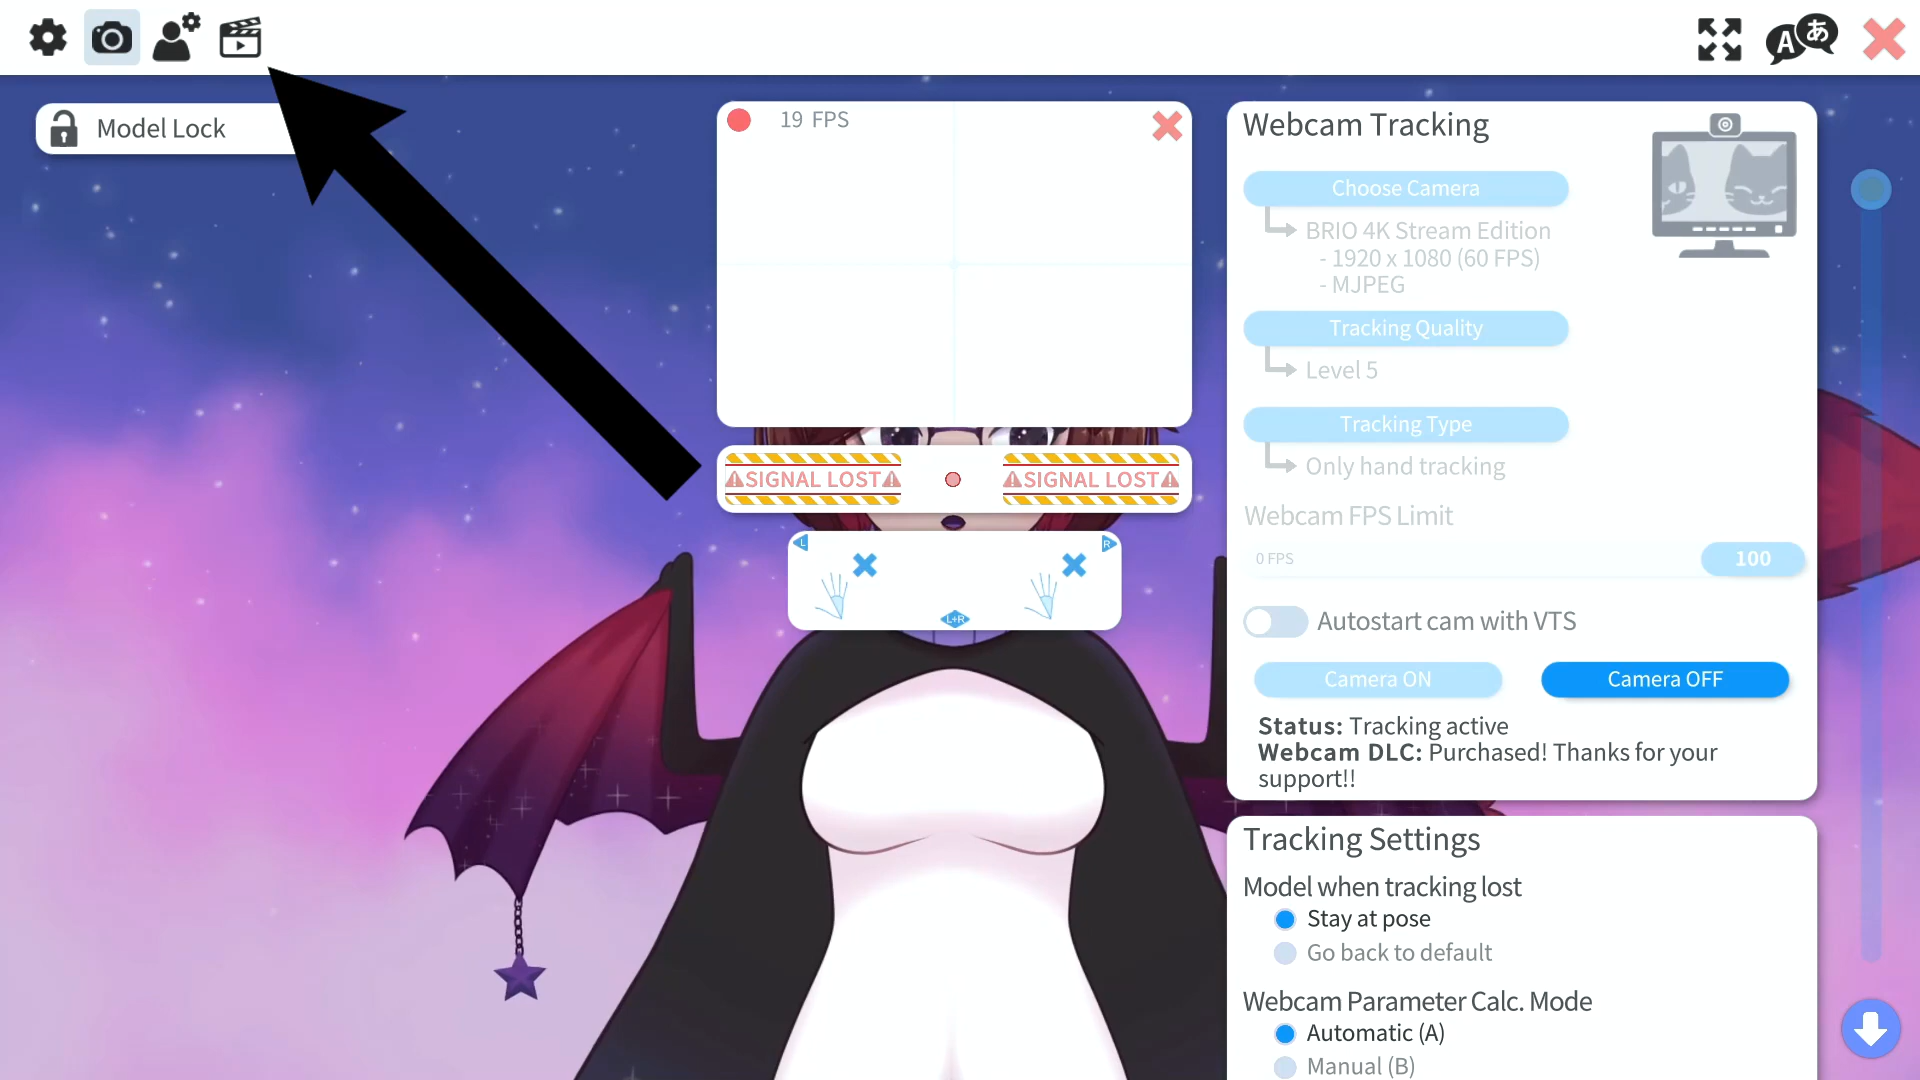 A あ
Model Lock
19 FPS
⚠SIGNAL LOST⚠
⚠SIGNAL LOST⚠
L
R
L+R
Webcam Tracking
Choose Camera
BRIO 4K Stream Edition
- 1920 x 1080 (60 FPS)
- MJPEG
Tracking Quality
Level 5
Tracking Type
Only hand tracking
Webcam FPS Limit
0 FPS
100
Autostart cam with VTS
Camera ON
Camera OFF
Status: Tracking active
Webcam DLC: Purchased! Thanks for your
support!!
Tracking Settings
Model when tracking lost
Stay at pose
Go back to default
Webcam Parameter Calc. Mode
Automatic (A)
Manual (B)